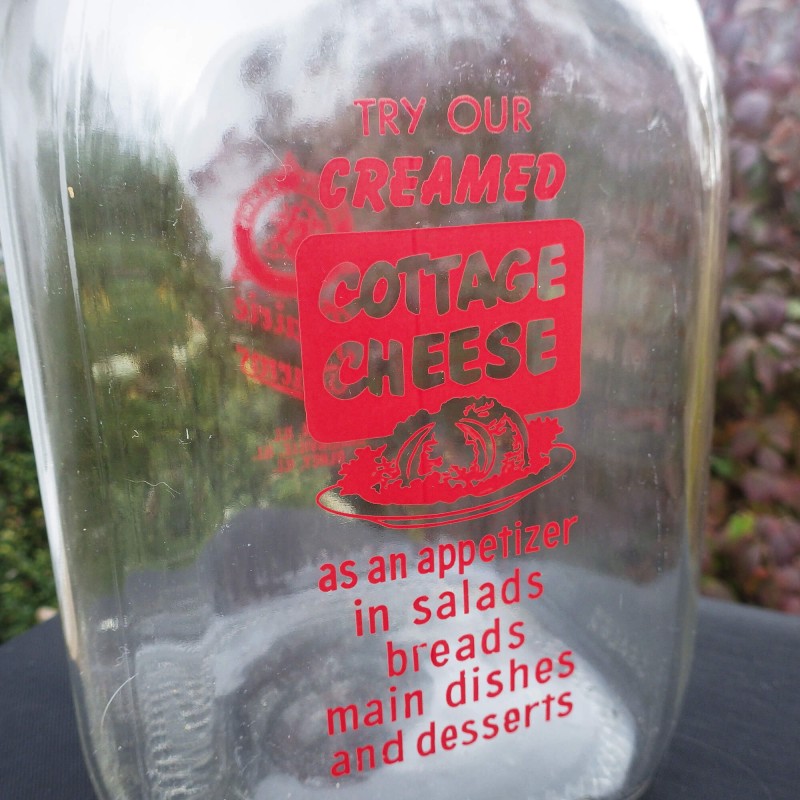 TRY OUR
CREAMED
COTTAGE
CHEESE
as an appetizer
in salads
breads
main dishes
and desserts